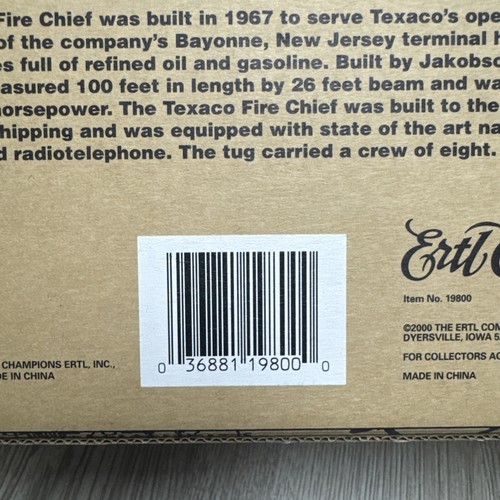 Fire Chief was built in 1967 to serve Texaco's ope
of the company's Bayonne, New Jersey terminal h
es full of refined oil and gasoline. Built by Jakobso
asured 100 feet in length by 26 feet beam and wa
horsepower. The Texaco Fire Chief was built to the
hipping and was equipped with state of the art na
d radiotelephone. The tug carried a crew of eight.
Ertl
Item No. 19800
0 36881 19800 0
©2000 THE ERTL COM
DYERSVILLE, IOWA 5
FOR COLLECTORS AG
MADE IN CHINA
CHAMPIONS ERTL, INC.,
DE IN CHINA